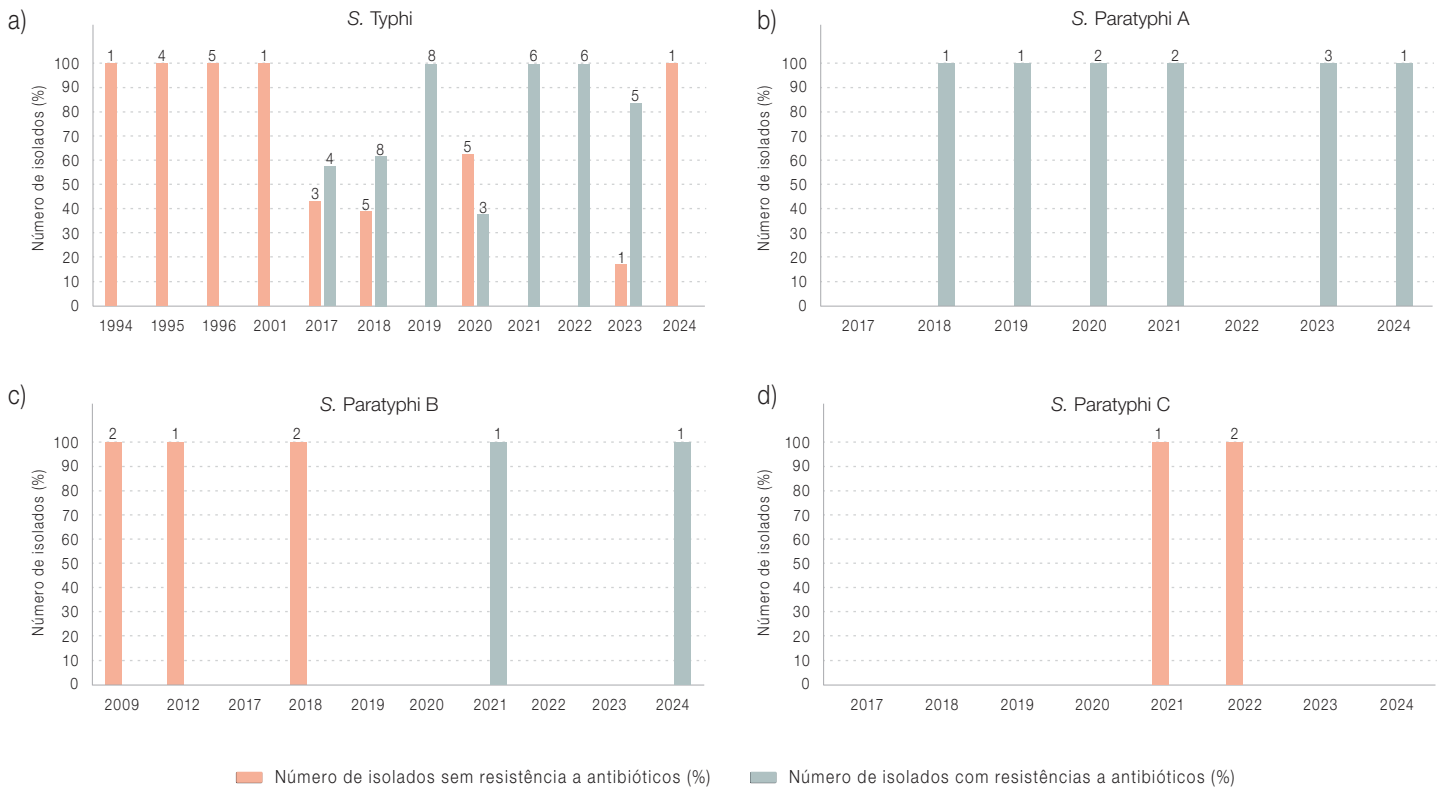 a)
S. Typhi
Número de isolados (%)
100
90
80
70
60
50
40
30
20
10
0
1 4 5 1 3 4 5 8 8 5 3 6 6 1 5 1
1994 1995 1996 2001 2017 2018 2019 2020 2021 2022 2023 2024
b)
S. Paratyphi A
Número de isolados (%)
100
90
80
70
60
50
40
30
20
10
0
1 1 2 2 3 1
2017 2018 2019 2020 2021 2022 2023 2024
c)
S. Paratyphi B
Número de isolados (%)
100
90
80
70
60
50
40
30
20
10
0
2 1 2 1 1
2009 2012 2017 2018 2019 2020 2021 2022 2023 2024
d)
S. Paratyphi C
Número de isolados (%)
100
90
80
70
60
50
40
30
20
10
0
1 2
2017 2018 2019 2020 2021 2022 2023 2024
Número de isolados sem resistência a antibióticos (%)
Número de isolados com resistências a antibióticos (%)